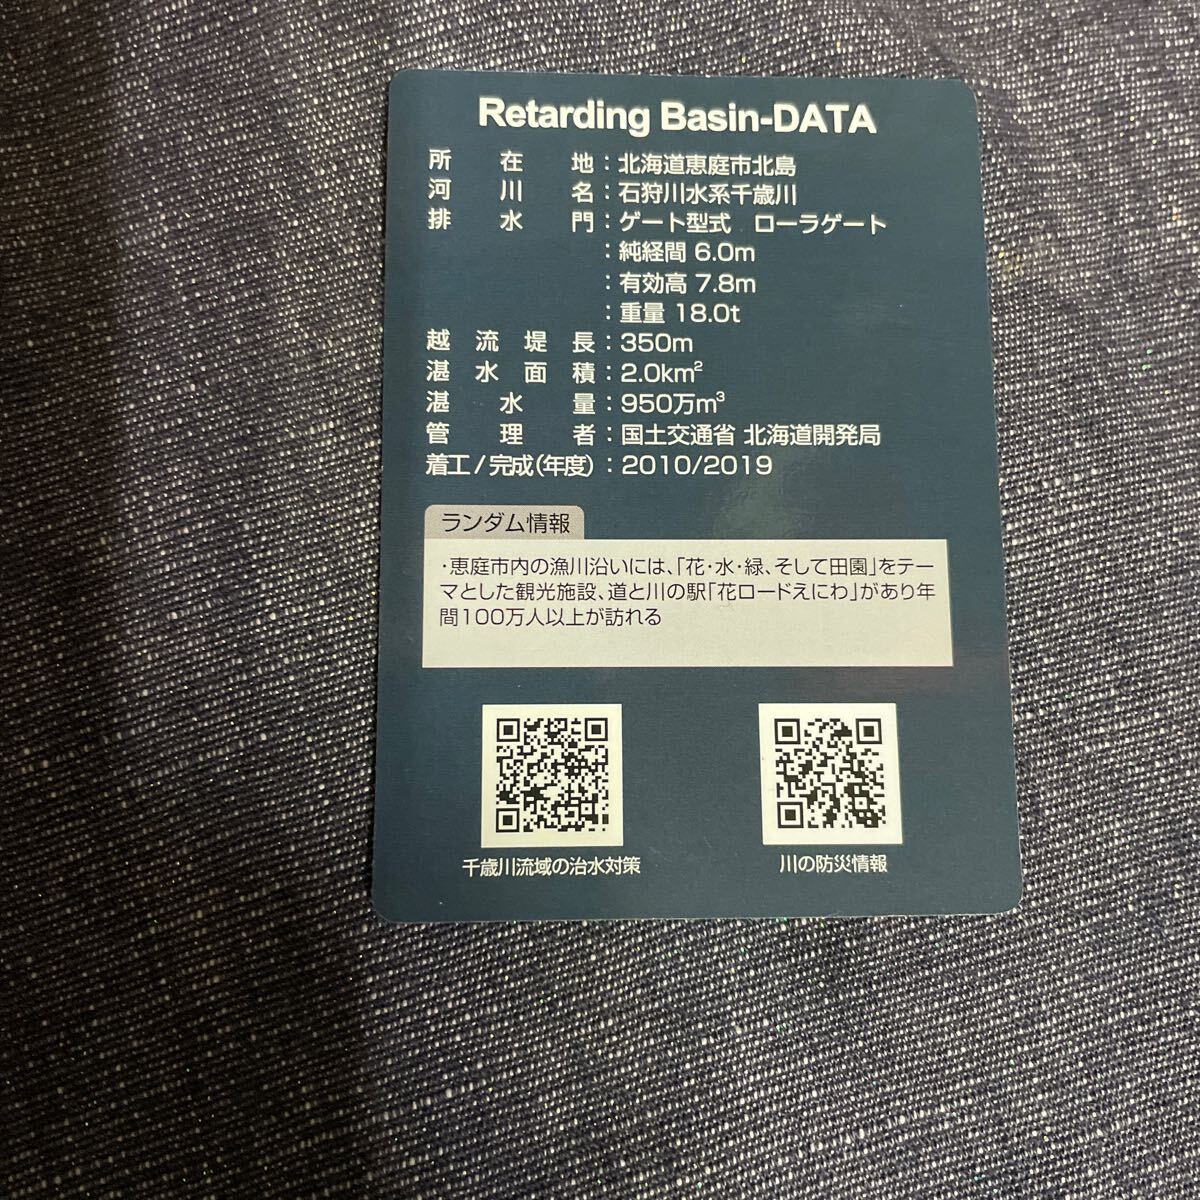 Retarding Basin-DATA
所在地：北海道恵庭市北島
河川名：石狩川水系千歳川
排水門：ゲート型式　ローラゲート
：純経間 6.0m
：有効高 7.8m
：重量 18.0t
越流堤長：350m
湛水面積：2.0km²
湛水量：950万m³
管理者：国土交通省 北海道開発局
着工/完成(年度)：2010/2019
ランダム情報
・恵庭市内の漁川沿いには、「花・水・緑、そして田園」をテー
マとした観光施設、道と川の駅「花ロードえにわ」があり年
間100万人以上が訪れる
千歳川流域の治水対策
川の防災情報